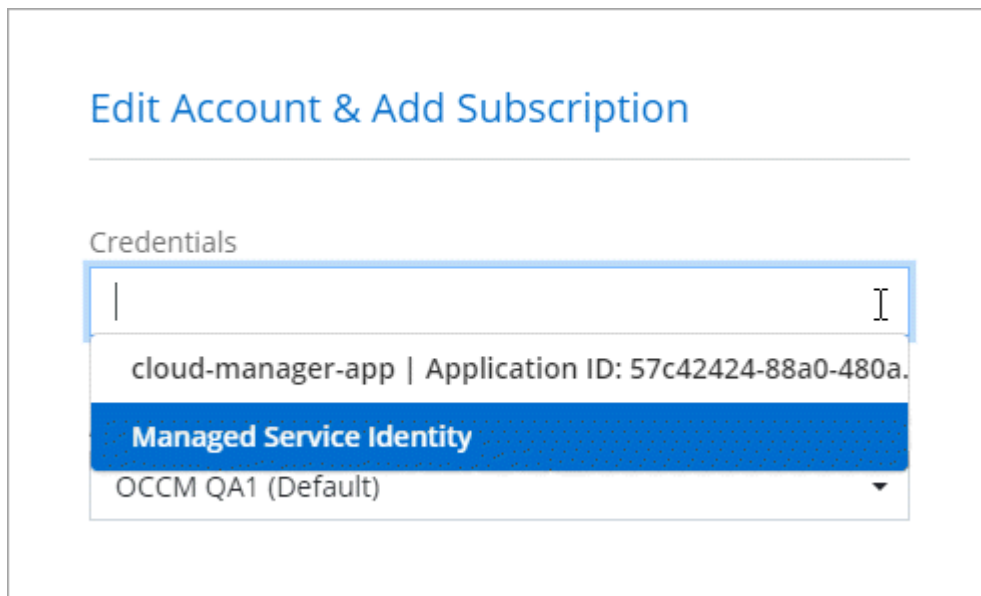 Edit Account & Add Subscription
Credentials
cloud-manager-app | Application ID: 57c42424-88a0-480a.
Managed Service Identity
OCCM QA1 (Default)